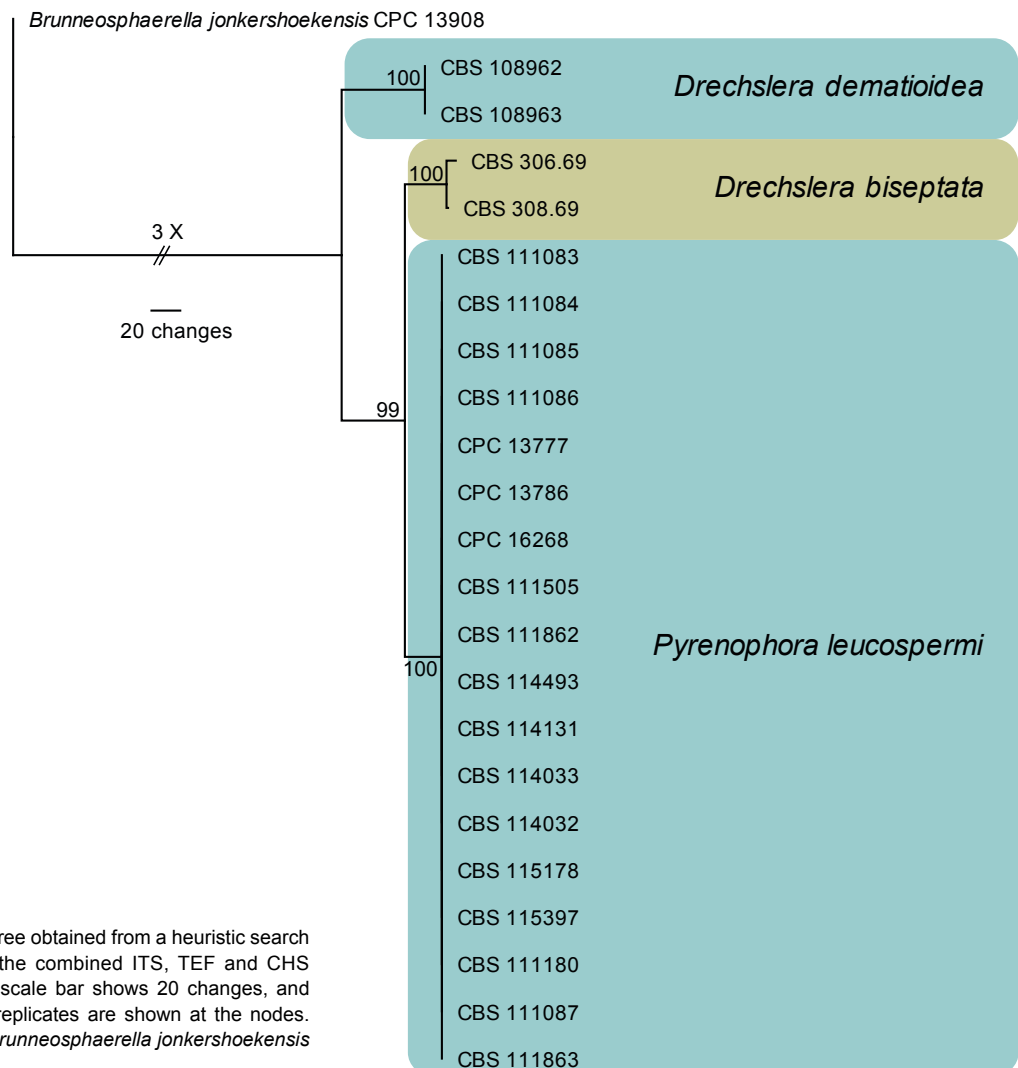 Brunneosphaerella jonkershoekensis CPC 13908
100
CBS 108962
CBS 108963
Drechslera dematioidea
100
CBS 306.69
CBS 308.69
Drechslera biseptata
3 X
20 changes
99
100
CBS 111083
CBS 111084
CBS 111085
CBS 111086
CPC 13777
CPC 13786
CPC 16268
CBS 111505
CBS 111862
CBS 114493
CBS 114131
CBS 114033
CBS 114032
CBS 115178
CBS 115397
CBS 111180
CBS 111087
CBS 111863
Pyrenophora leucospermi
ree obtained from a heuristic search
the combined ITS, TEF and CHS
scale bar shows 20 changes, and
replicates are shown at the nodes.
runneosphaerella jonkershoekensis